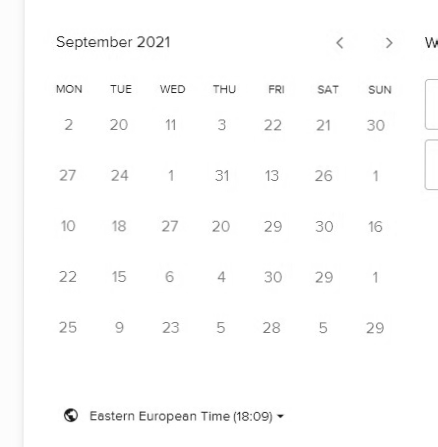 September 2021
MON TUE WED THU FRI SAT SUN
2 20 11 3 22 21 30
27 24 1 31 13 26 1
10 18 27 20 29 30 16
22 15 6 4 30 29 1
25 9 23 5 28 5 29
Eastern European Time (18:09)